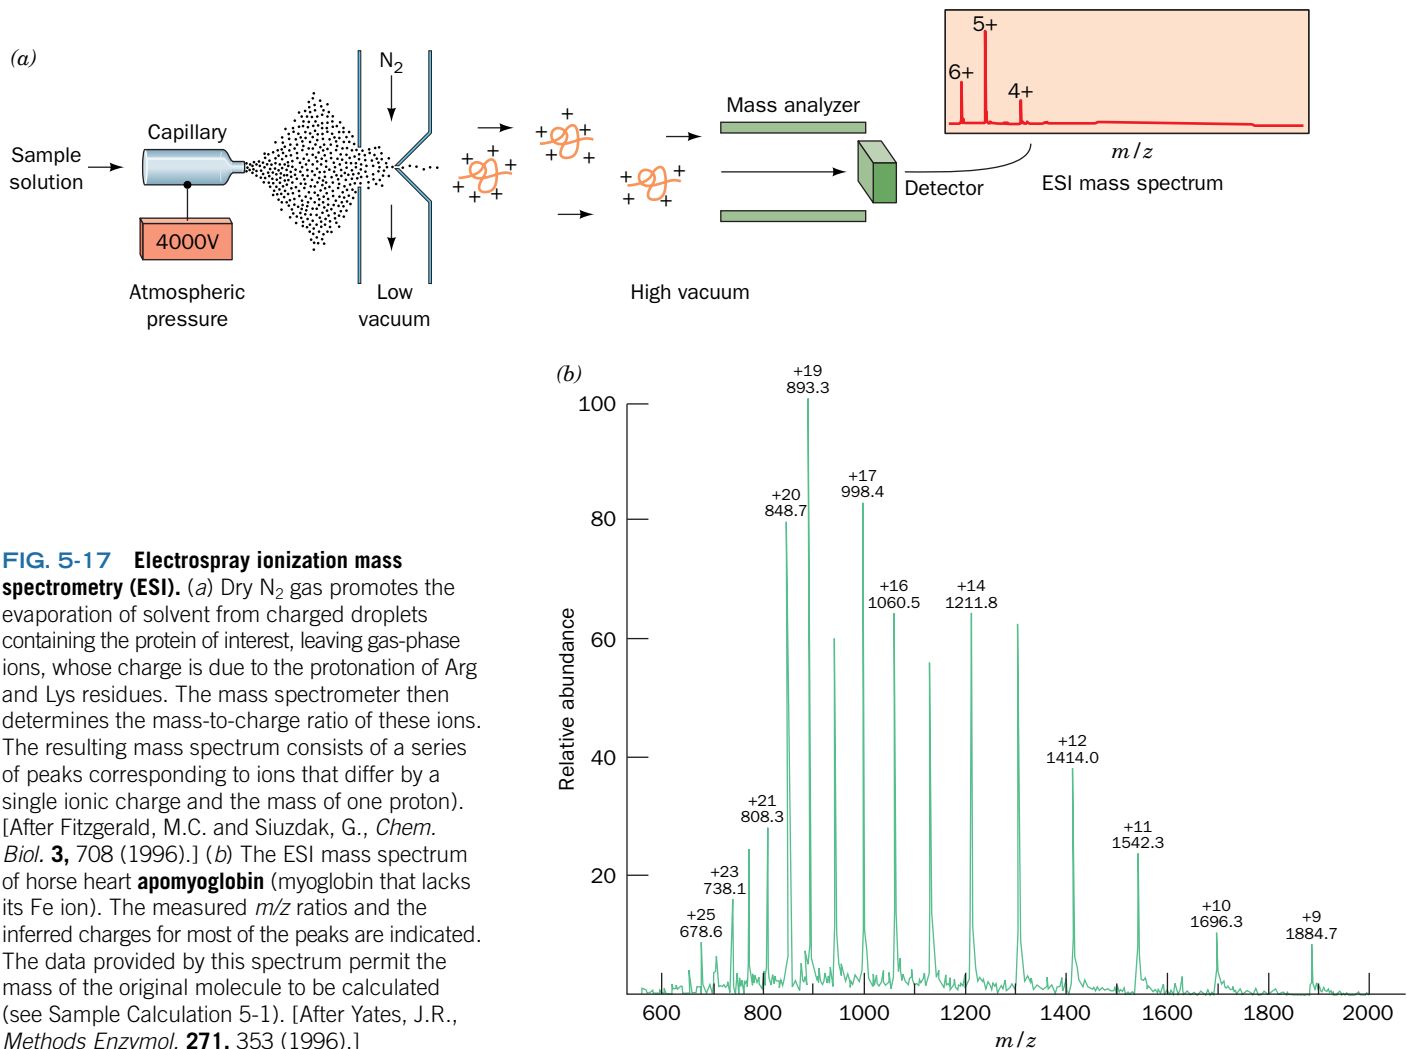 (a)
Sample
solution
Capillary
4000V
Atmospheric
pressure
N2
Low
vacuum
+ + + + +
+ + + + +
+ + + +
High vacuum
Mass analyzer
Detector
6+
5+
4+
m/z
ESI mass spectrum
FIG. 5-17 Electrospray ionization mass
spectrometry (ESI). (a) Dry N2 gas promotes the
evaporation of solvent from charged droplets
containing the protein of interest, leaving gas-phase
ions, whose charge is due to the protonation of Arg
and Lys residues. The mass spectrometer then
determines the mass-to-charge ratio of these ions.
The resulting mass spectrum consists of a series
of peaks corresponding to ions that differ by a
single ionic charge and the mass of one proton).
[After Fitzgerald, M.C. and Siuzdak, G., Chem.
Biol. 3, 708 (1996).] (b) The ESI mass spectrum
of horse heart apomyoglobin (myoglobin that lacks
its Fe ion). The measured m/z ratios and the
inferred charges for most of the peaks are indicated.
The data provided by this spectrum permit the
mass of the original molecule to be calculated
(see Sample Calculation 5-1). [After Yates, J.R.,
Methods Enzymol. 271, 353 (1996).]
(b)
Relative abundance
100
80
60
40
20
+25
678.6
+23
738.1
+21
808.3
+20
848.7
+19
893.3
+17
998.4
+16
1060.5
+14
1211.8
+12
1414.0
+11
1542.3
+10
1696.3
+9
1884.7
600 800 1000 1200 1400 1600 1800 2000
m/z